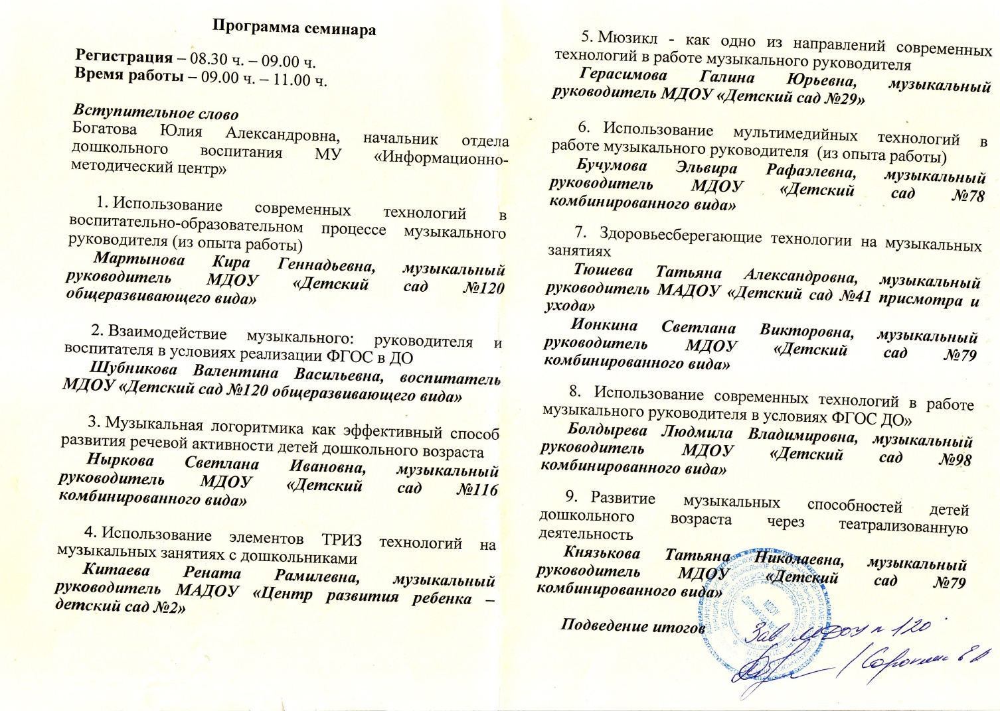 Программа семинара
Регистрация – 08.30 ч. – 09.00 ч.
Время работы – 09.00 ч. – 11.00 ч.
Вступительное слово
Богатова Юлия Александровна, начальник отдела
дошкольного воспитания МУ «Информационно-
методический центр»
1. Использование современных технологий в
воспитательно-образовательном процессе музыкального
руководителя (из опыта работы)
Мартынова Кира Геннадьевна, музыкальный
руководитель МДОУ «Детский сад №120
общеразвивающего вида»
2. Взаимодействие музыкального: руководителя и
воспитателя в условиях реализации ФГОС в ДО
Шубникова Валентина Васильевна, воспитатель
МДОУ «Детский сад №120 общеразвивающего вида»
3. Музыкальная логоритмика как эффективный способ
развития речевой активности детей дошкольного возраста
Ныркова Светлана Ивановна, музыкальный
руководитель МДОУ «Детский сад №116
комбинированного вида»
4. Использование элементов ТРИЗ технологий на
музыкальных занятиях с дошкольниками
Китаева Рената Рамилевна, музыкальный
руководитель МАДОУ «Центр развития ребенка –
детский сад №2»
5. Мюзикл - как одно из направлений современных
технологий в работе музыкального руководителя
Герасимова Галина Юрьевна, музыкальный
руководитель МДОУ «Детский сад №29»
6. Использование мультимедийных технологий в
работе музыкального руководителя (из опыта работы)
Бучумова Эльвира Рафаэлевна, музыкальный
руководитель МДОУ «Детский сад №78
комбинированного вида»
7. Здоровьесберегающие технологии на музыкальных
занятиях
Тюшева Татьяна Александровна, музыкальный
руководитель МАДОУ «Детский сад №41 присмотра и
ухода»
Ионкина Светлана Викторовна, музыкальный
руководитель МДОУ «Детский сад №79
комбинированного вида»
8. Использование современных технологий в работе
музыкального руководителя в условиях ФГОС ДО»
Болдырева Людмила Владимировна, музыкальный
руководитель МДОУ «Детский сад №98
комбинированного вида»
9. Развитие музыкальных способностей детей
дошкольного возраста через театрализованную
деятельность
Князькова Татьяна Николаевна, музыкальный
руководитель МДОУ «Детский сад №79
комбинированного вида»
Подведение итогов
МДОУ
«Детский сад
Зав МДОУ № 120